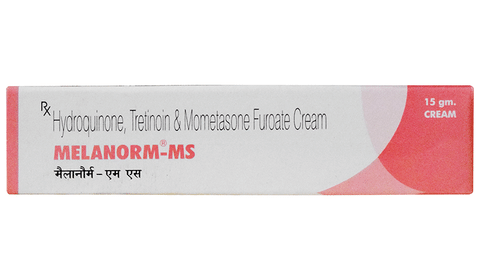 Rx Hydroquinone, Tretinoin & Mometasone Furoate Cream
MELANORM®-MS
मैलानौर्म - एम एस
15 gm.
CREAM